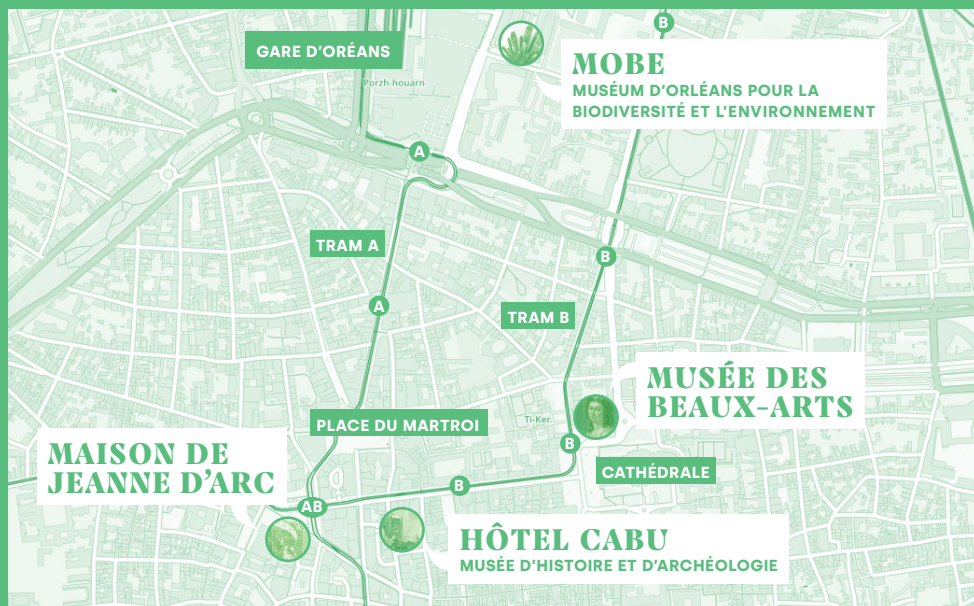 B
GARE D'ORÉANS
MOBE
MUSÉUM D'ORLÉANS POUR LA
BIODIVERSITÉ ET L'ENVIRONNEMENT
Porzh-houarn
A
TRAM A
B
A
TRAM B
MUSÉE DES
BEAUX-ARTS
PLACE DU MARTROI
Ti-Ker
B
MAISON DE
JEANNE D'ARC
CATHÉDRALE
B
AB
HÔTEL CABU
MUSÉE D'HISTOIRE ET D'ARCHÉOLOGIE